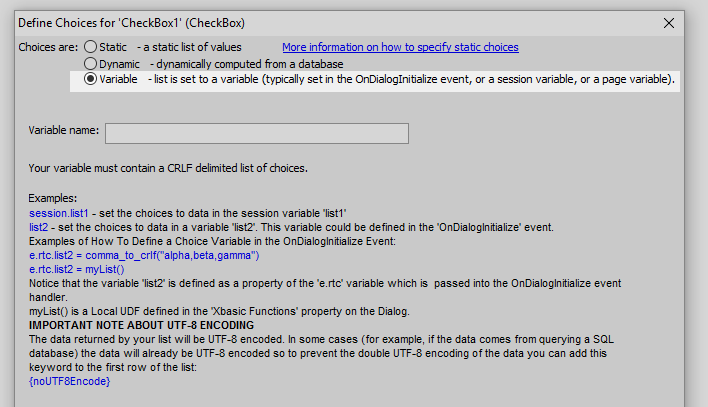 Define Choices for 'CheckBox1' (CheckBox)
Choices are: Static - a static list of values More information on how to specify static choices
Dynamic - dynamically computed from a database
Variable - list is set to a variable (typically set in the OnDialogInitialize event, or a session variable, or a page variable).
Variable name:
Your variable must contain a CRLF delimited list of choices.
Examples:
session.list1 - set the choices to data in the session variable 'list1'
list2 - set the choices to data in a variable 'list2'. This variable could be defined in the 'OnDialogInitialize' event.
Examples of How To Define a Choice Variable in the OnDialogInitialize Event:
e.rtc.list2 = comma_to_crlf("alpha,beta,gamma")
e.rtc.list2 = myList()
Notice that the variable 'list2' is defined as a property of the 'e.rtc' variable which is passed into the OnDialogInitialize event
handler.
myList() is a Local UDF defined in the 'Xbasic Functions' property on the Dialog.
IMPORTANT NOTE ABOUT UTF-8 ENCODING
The data returned by your list will be UTF-8 encoded. In some cases (for example, if the data comes from querying a SQL
database) the data will already be UTF-8 encoded so to prevent the double UTF-8 encoding of the data you can add this
keyword to the first row of the list:
{noUTF8Encode}